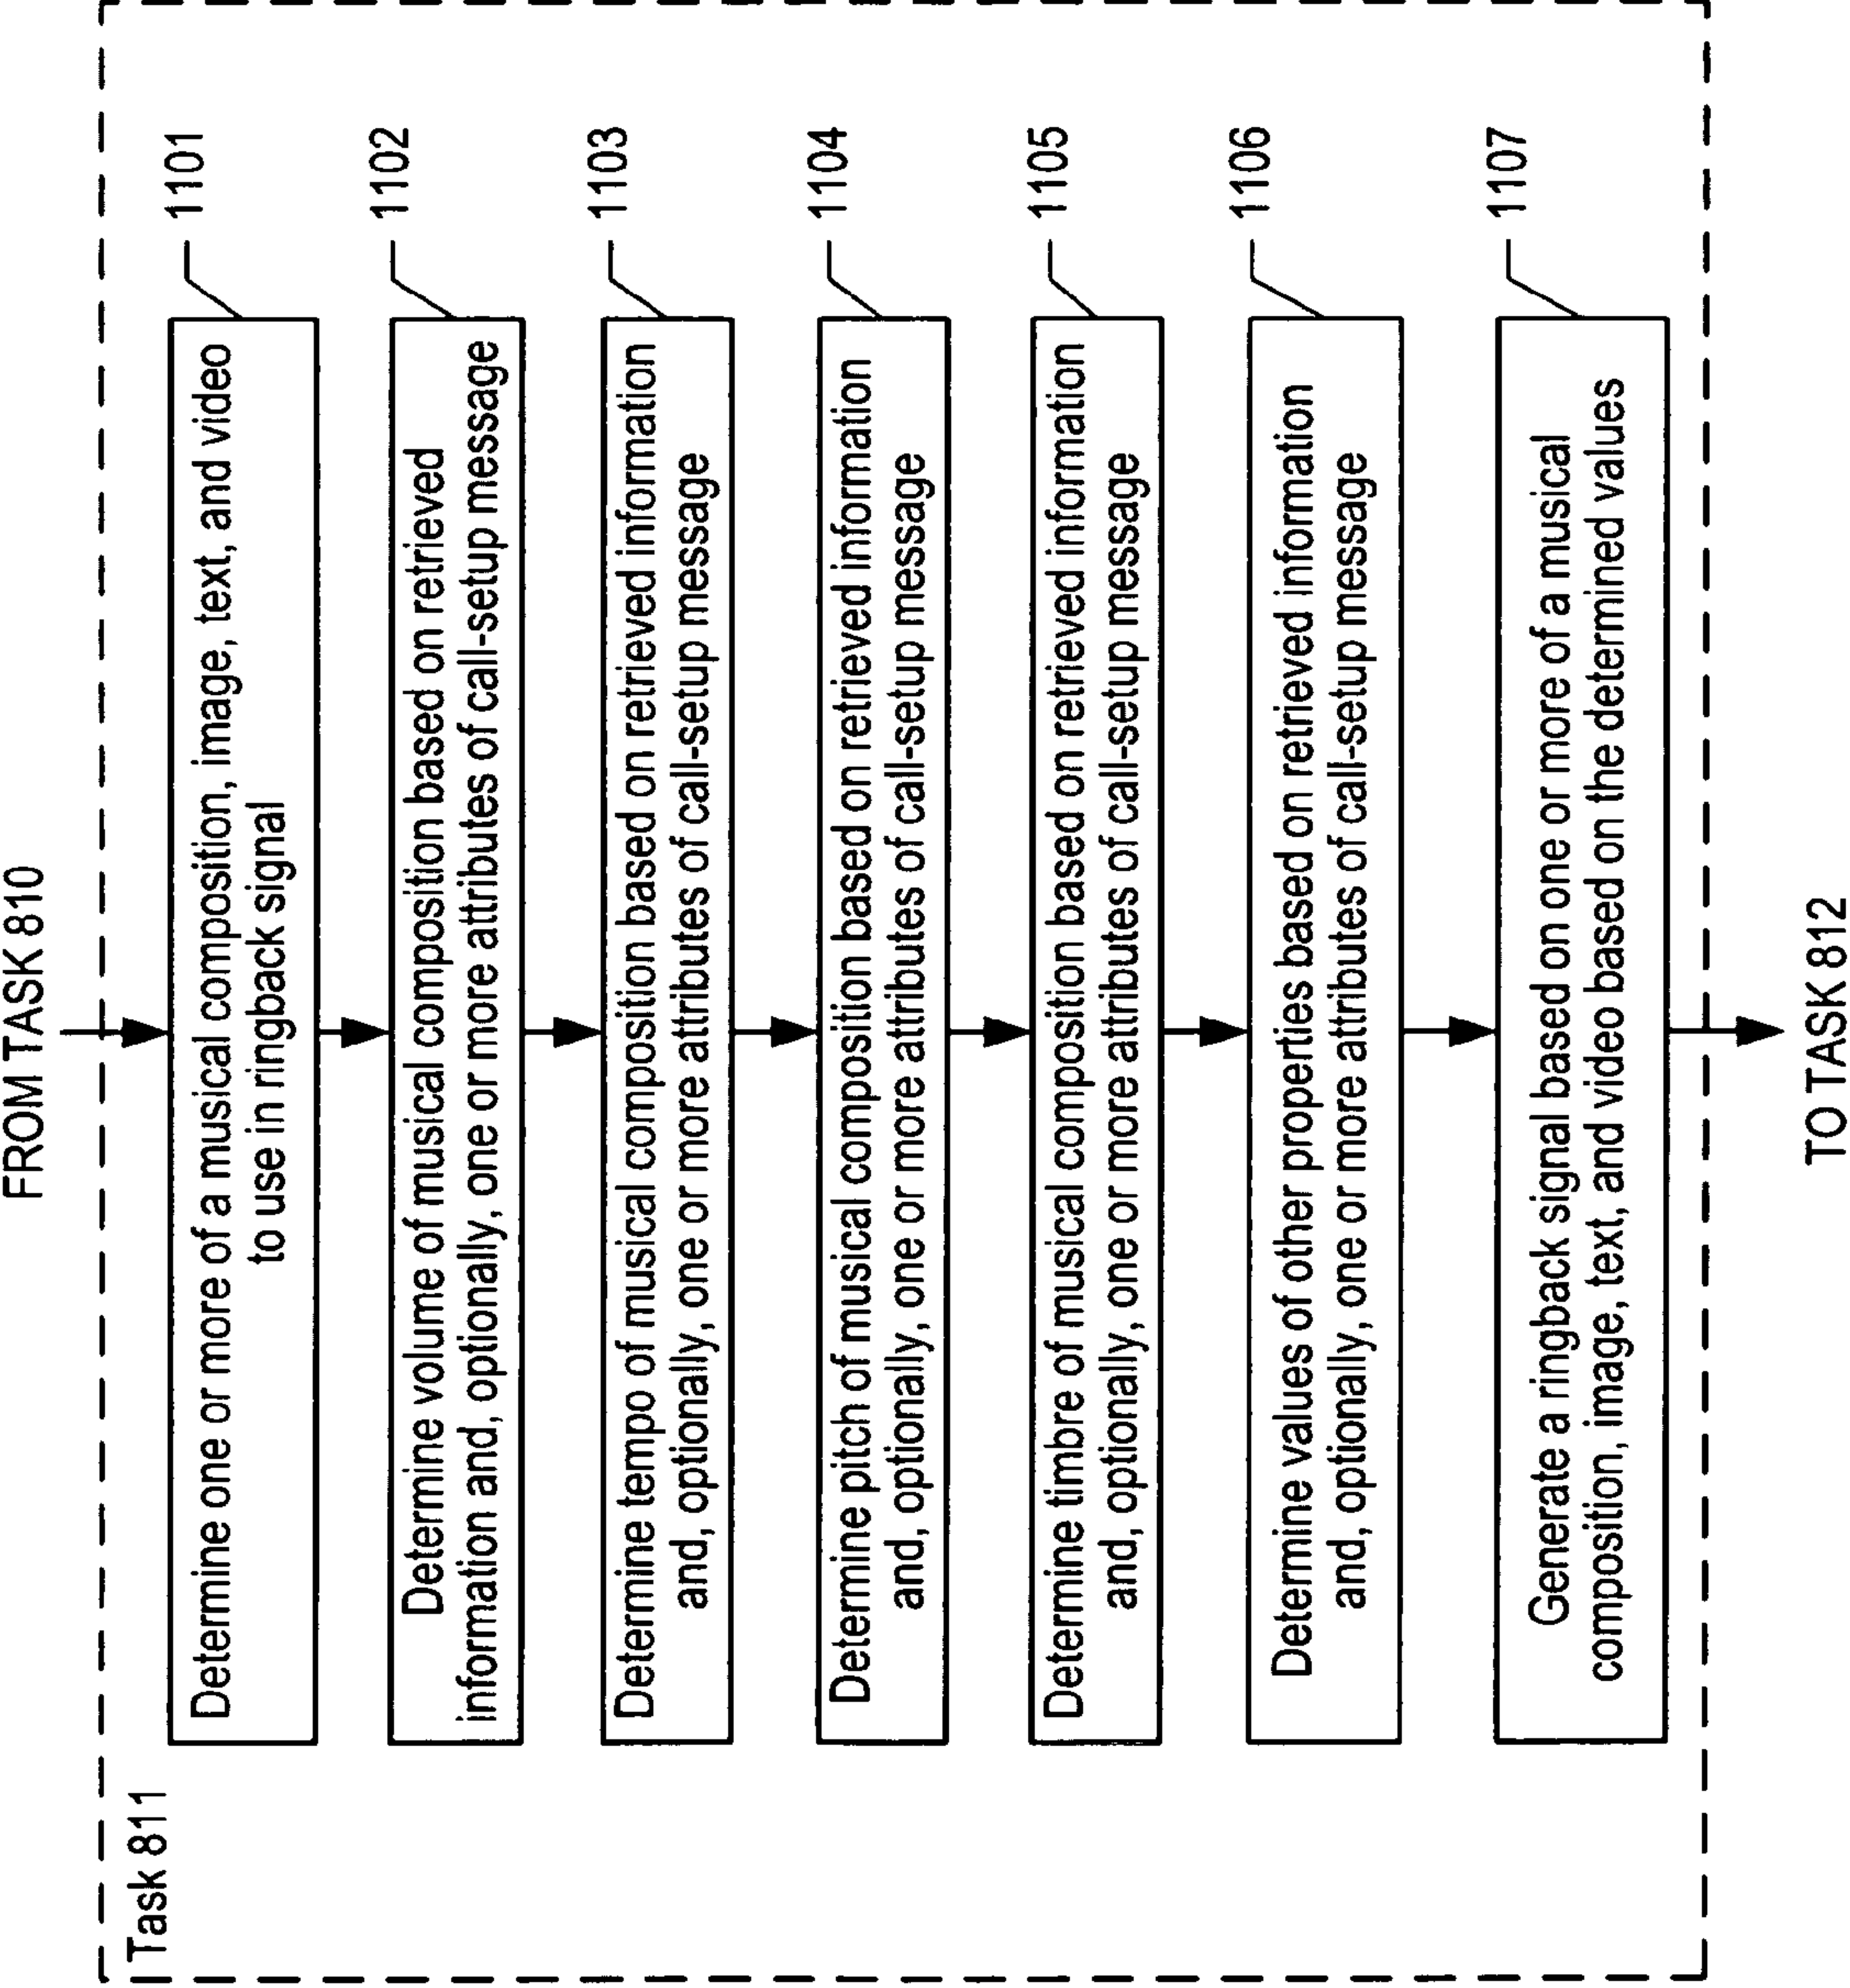 FROM TASK 810
Task 811
Determine one or more of a musical composition, image, text, and video
to use in ringback signal
1101
Determine volume of musical composition based on retrieved
information and, optionally, one or more attributes of call-setup message
1102
Determine tempo of musical composition based on retrieved information
and, optionally, one or more attributes of call-setup message
1103
Determine pitch of musical composition based on retrieved information
and, optionally, one or more attributes of call-setup message
1104
Determine timbre of musical composition based on retrieved information
and, optionally, one or more attributes of call-setup message
1105
Determine values of other properties based on retrieved information
and, optionally, one or more attributes of call-setup message
1106
Generate a ringback signal based on one or more of a musical
composition, image, text, and video based on the determined values
1107
TO TASK 812